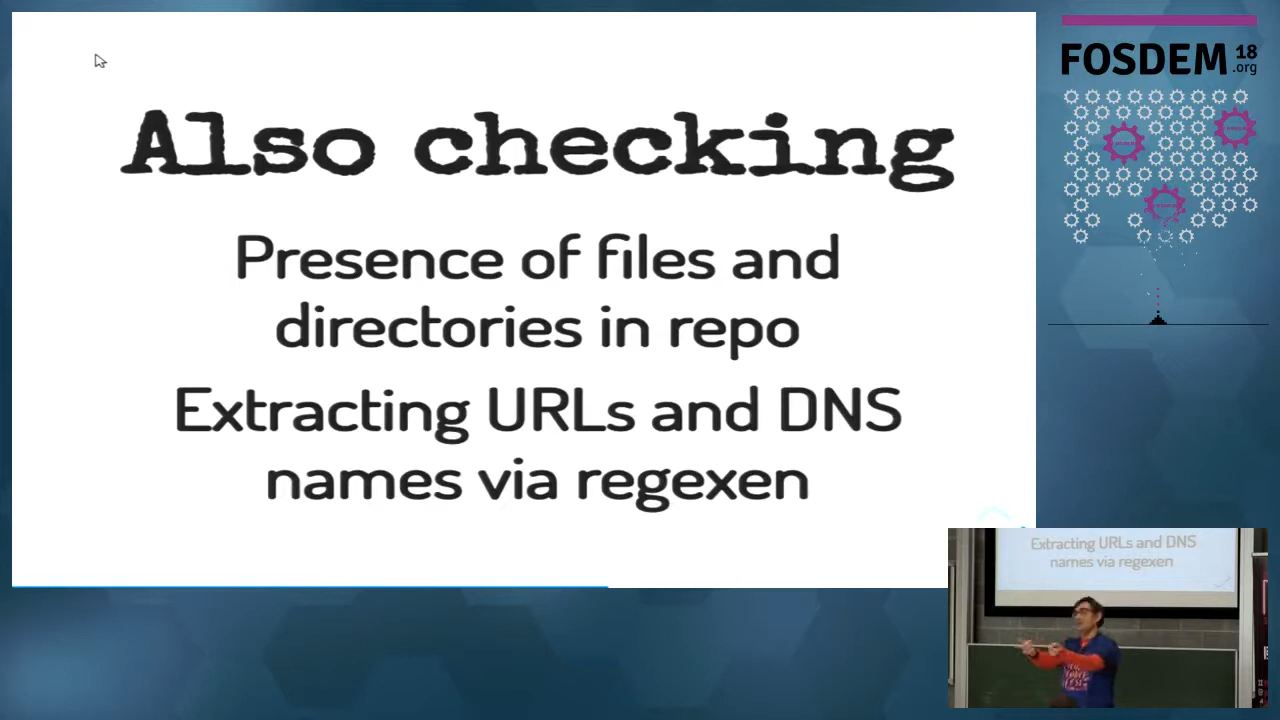 Also checking
Presence of files and
directories in repo
Extracting URLs and DNS
names via regexen
FOSDEM 18
.org
Extracting URLs and DNS
names via regexen